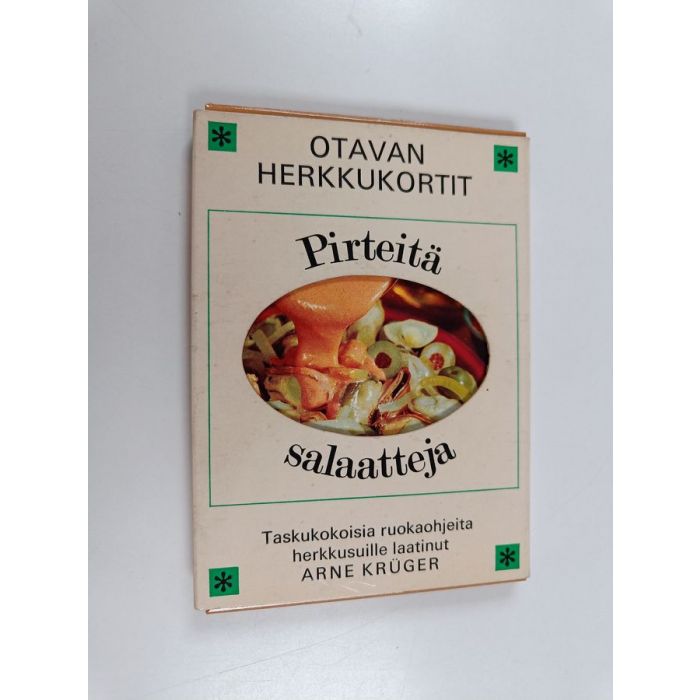 OTAVAN
HERKKUKORTIT
Pirteitä
salaatteja
Taskukokoisia ruokaohjeita
herkkusuille laatinut
ARNE KRÜGER